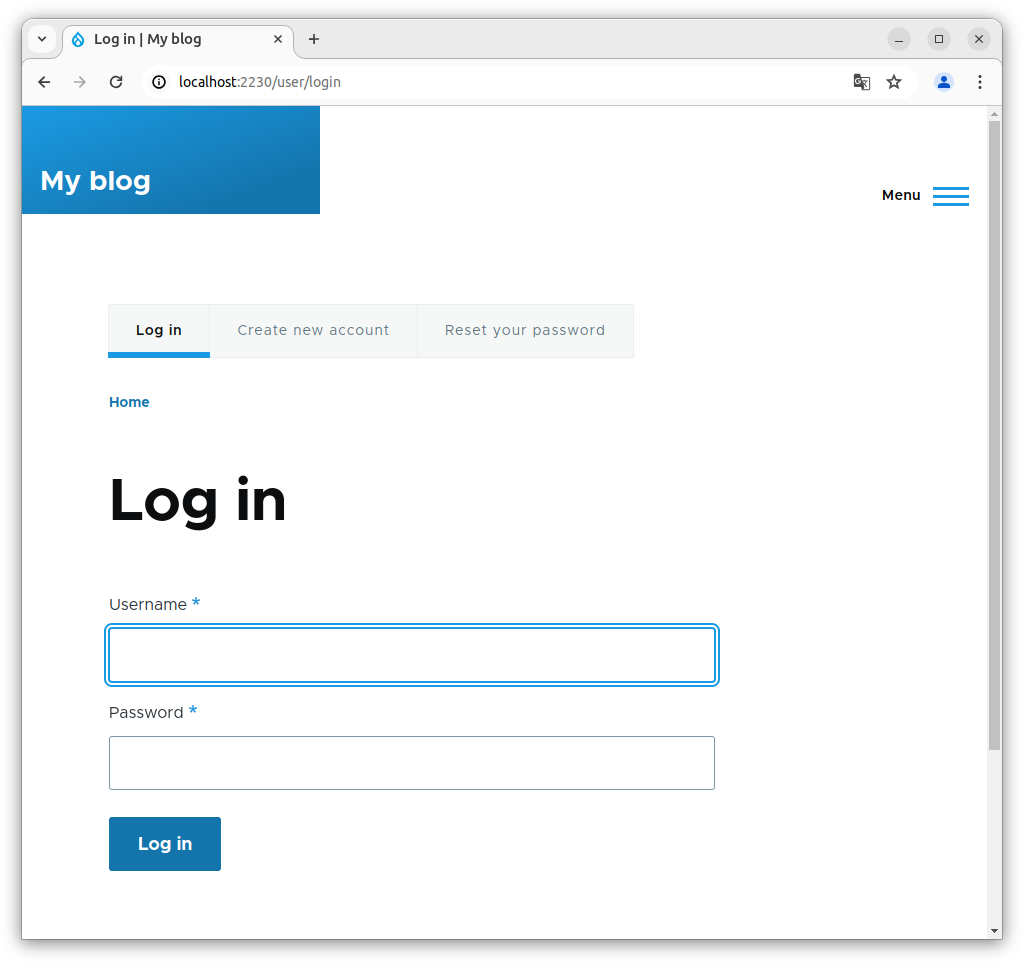 Log in | My blog
localhost:2230/user/login
My blog
Menu
Log in Create new account Reset your password
Home
Log in
Username *
Password *
Log in